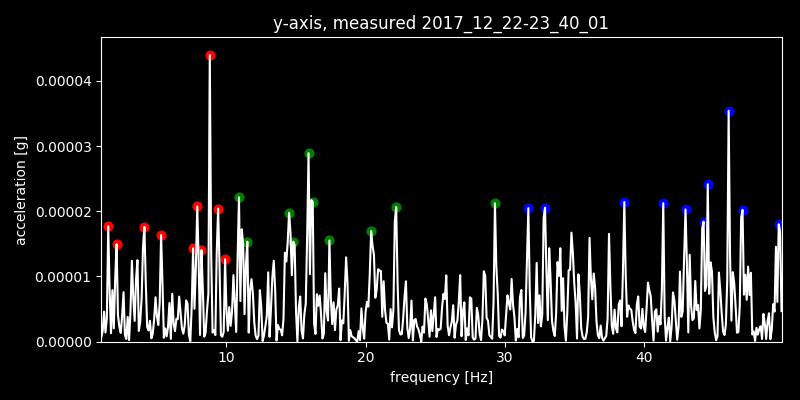 y-axis, measured 2017_12_22-23_40_01
acceleration [g]
0.00004
0.00003
0.00002
0.00001
0.00000
10 20 30 40
frequency [Hz]